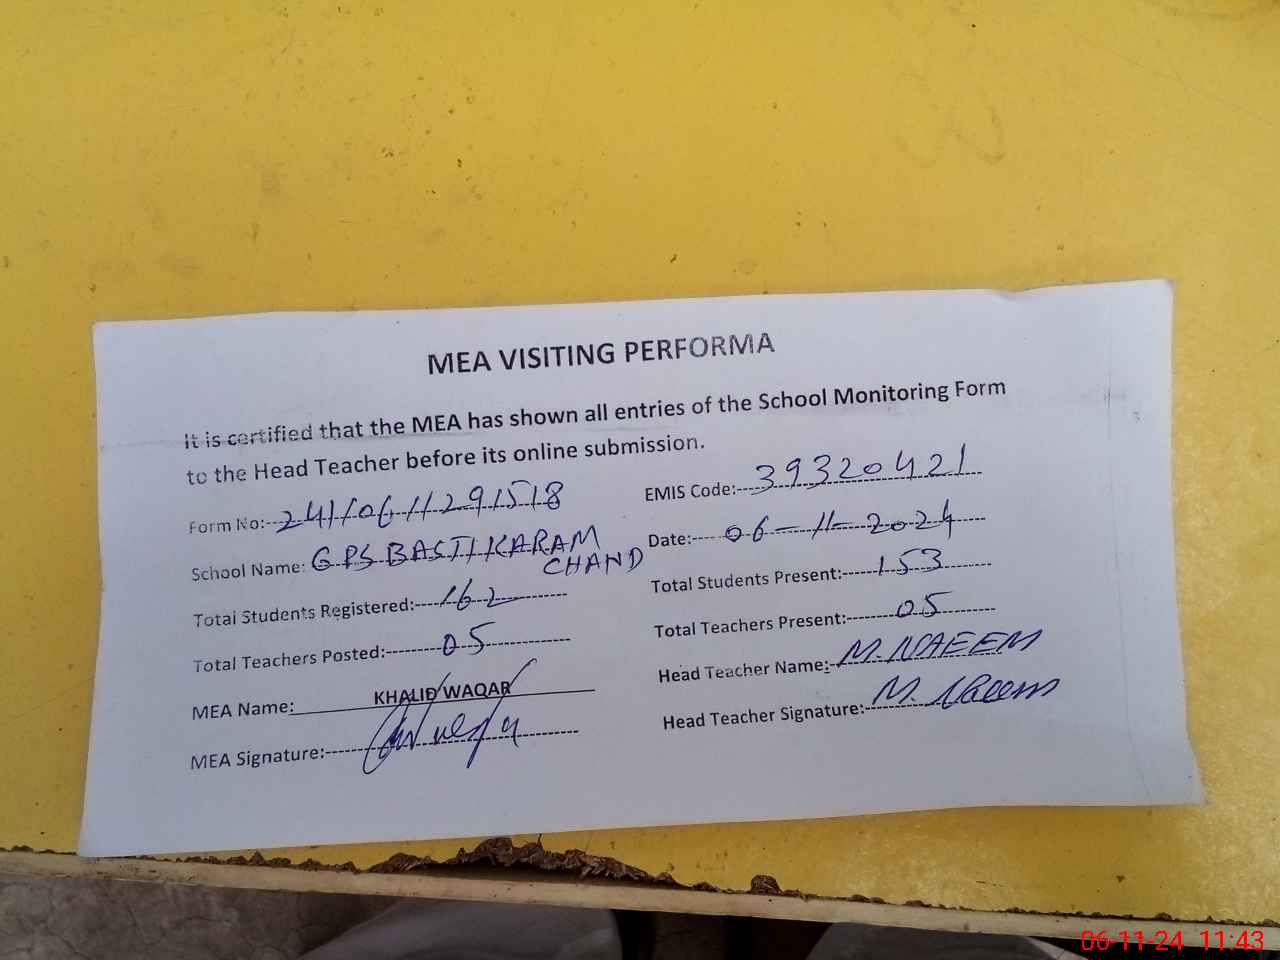 MEA VISITING PERFORMA
It is certified that the MEA has shown all entries of the School Monitoring Form
to the Head Teacher before its online submission.
Form No: 24110611291518 EMIS Code: 39320421
School Name: GPS BASTI KARAM CHAND Date: 06-11-2024
Total Students Registered: 162 Total Students Present: 153
Total Teachers Posted: 05 Total Teachers Present: 05
MEA Name: KHALID WAQAR Head Teacher Name: M. NAEEM
MEA Signature: Head Teacher Signature: M. Naeem
06-11-24 11:43